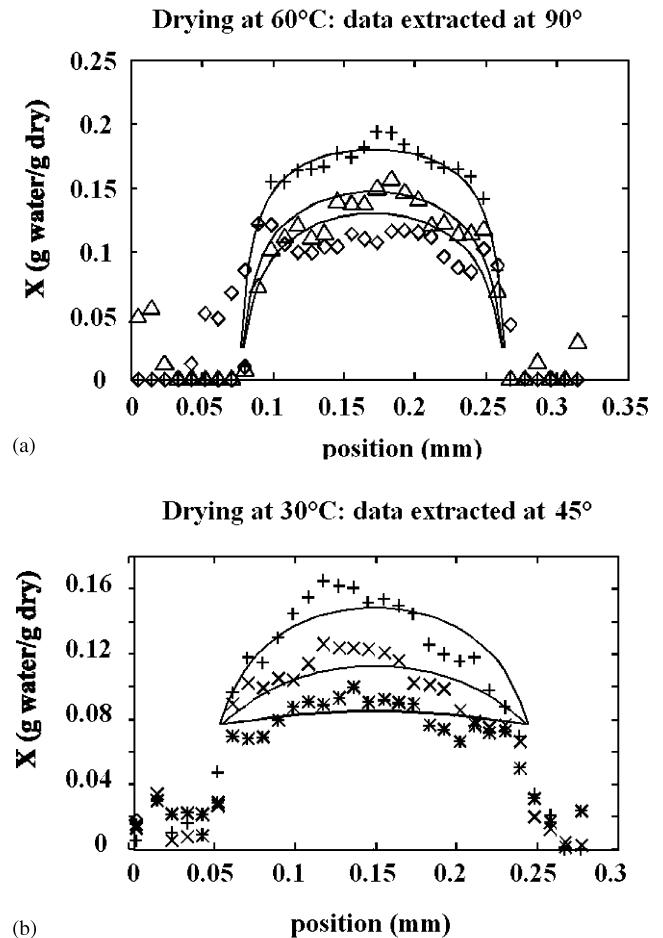 Drying at 60°C: data extracted at 90°
0.25
0.2
0.15
0.1
0.05
0
X (g water/g dry)
0 0.05 0.1 0.15 0.2 0.25 0.3 0.35
position (mm)
(a)
Drying at 30°C: data extracted at 45°
0.16
0.12
0.08
0.04
0
X (g water/g dry)
0 0.05 0.1 0.15 0.2 0.25 0.3
position (mm)
(b)